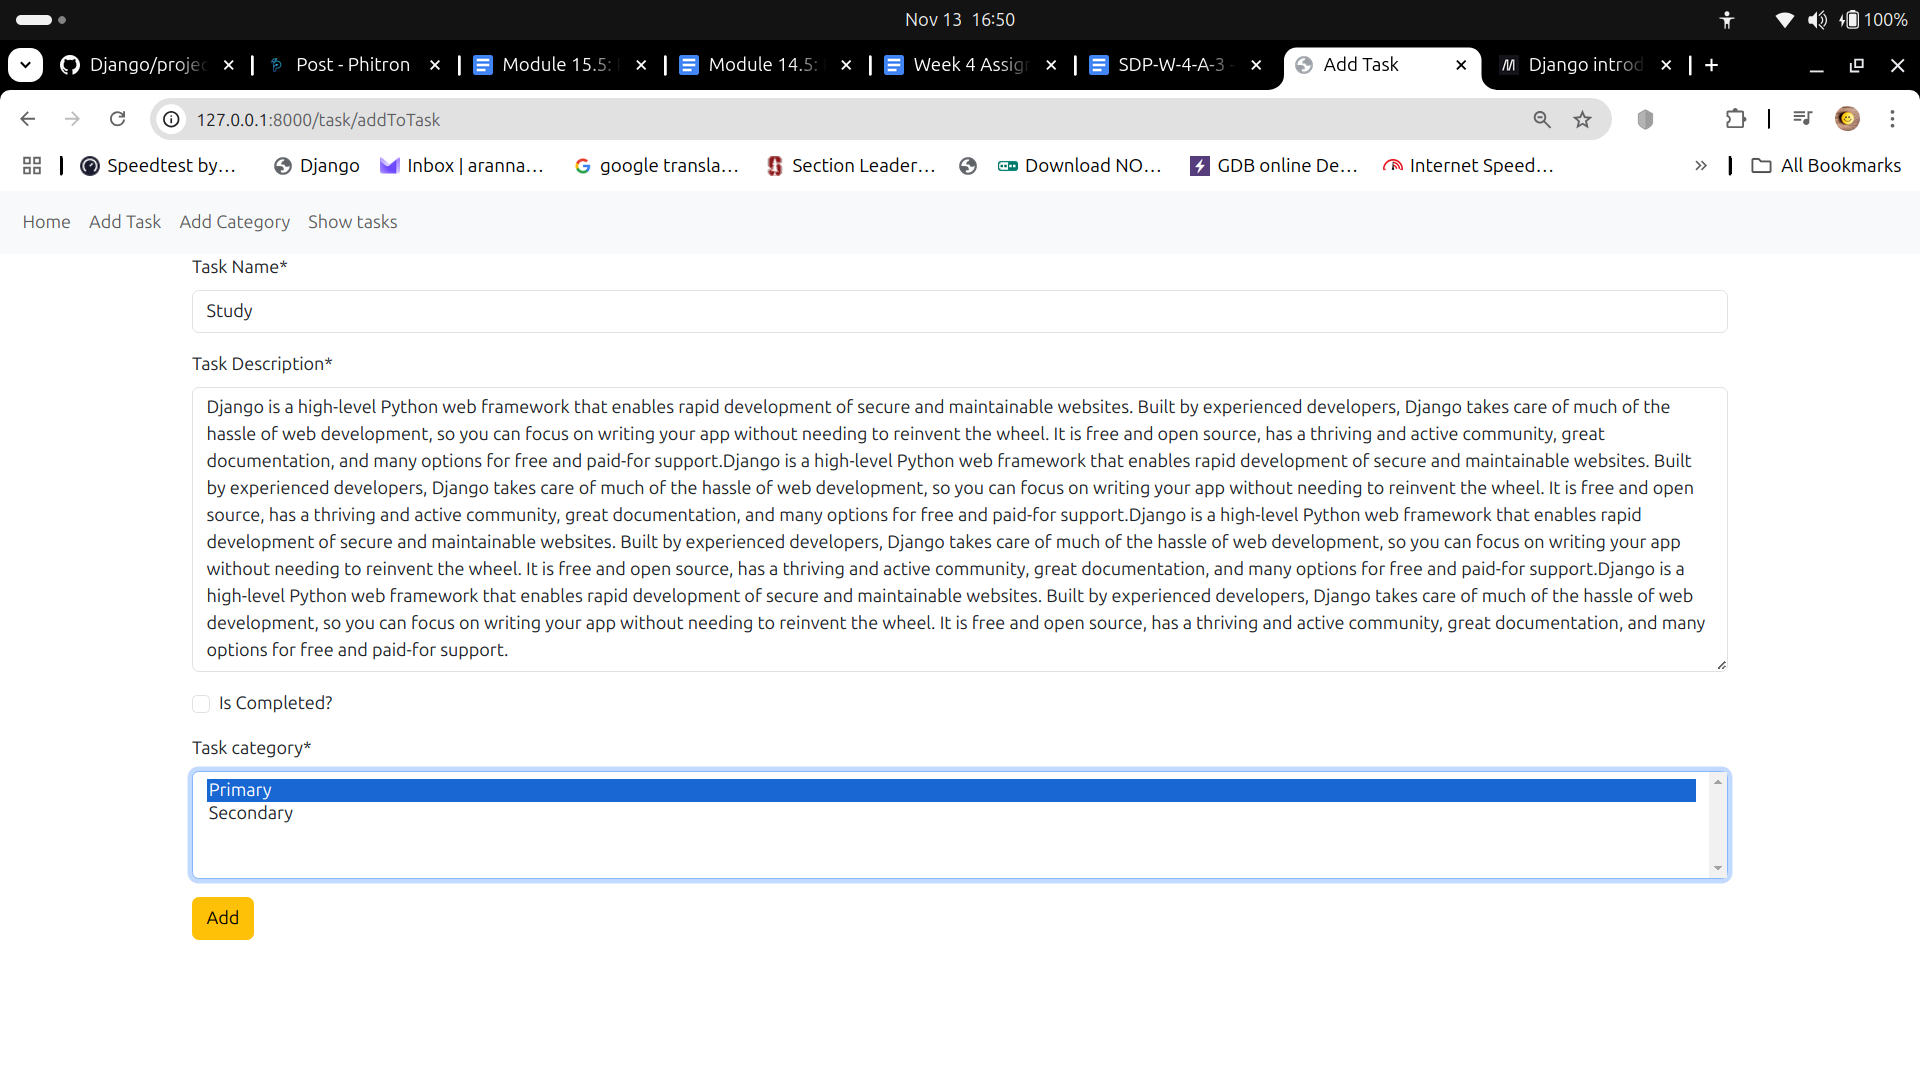 Nov 13 16:50
100%
Django/projec
Post - Phitron
Module 15.5:
Module 14.5:
Week 4 Assign
SDP-W-4-A-3 -
Add Task
Django introd
127.0.0.1:8000/task/addToTask
Speedtest by...
Django
Inbox | aranna...
google transla...
Section Leader...
Download NO...
GDB online De...
Internet Speed...
All Bookmarks
Home Add Task Add Category Show tasks
Task Name*
Study
Task Description*
Django is a high-level Python web framework that enables rapid development of secure and maintainable websites. Built by experienced developers, Django takes care of much of the
hassle of web development, so you can focus on writing your app without needing to reinvent the wheel. It is free and open source, has a thriving and active community, great
documentation, and many options for free and paid-for support.Django is a high-level Python web framework that enables rapid development of secure and maintainable websites. Built
by experienced developers, Django takes care of much of the hassle of web development, so you can focus on writing your app without needing to reinvent the wheel. It is free and open
source, has a thriving and active community, great documentation, and many options for free and paid-for support.Django is a high-level Python web framework that enables rapid
development of secure and maintainable websites. Built by experienced developers, Django takes care of much of the hassle of web development, so you can focus on writing your app
without needing to reinvent the wheel. It is free and open source, has a thriving and active community, great documentation, and many options for free and paid-for support.Django is a
high-level Python web framework that enables rapid development of secure and maintainable websites. Built by experienced developers, Django takes care of much of the hassle of web
development, so you can focus on writing your app without needing to reinvent the wheel. It is free and open source, has a thriving and active community, great documentation, and many
options for free and paid-for support.
Is Completed?
Task category*
Primary
Secondary
Add